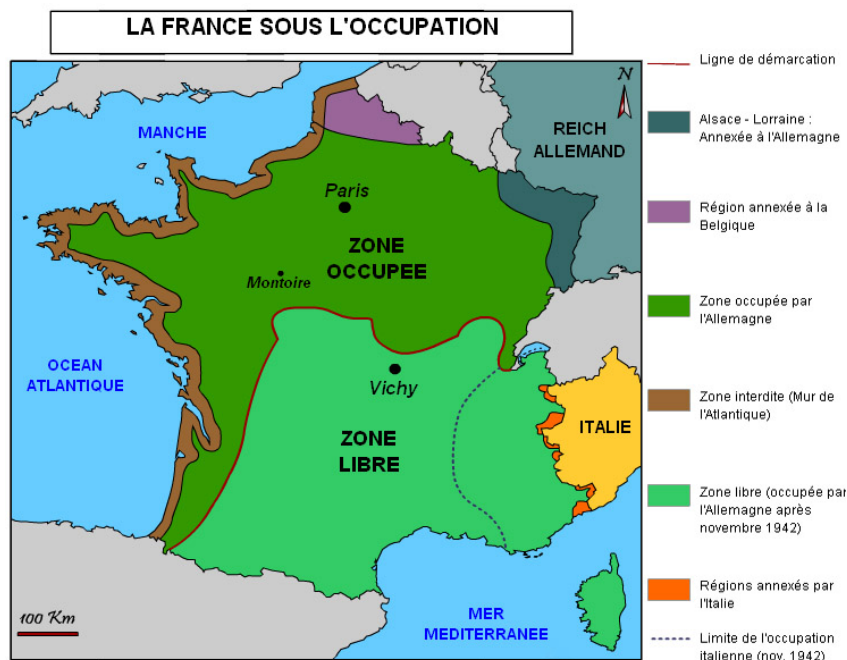 LA FRANCE SOUS L'OCCUPATION
MANCHE
REICH
ALLEMAND
Paris
ZONE
OCCUPEE
Montoire
OCEAN
ATLANTIQUE
Vichy
ZONE
LIBRE
ITALIE
MER
MEDITERRANEE
100 Km
N
Ligne de démarcation
Alsace - Lorraine :
Annexée à l'Allemagne
Région annexée à la
Belgique
Zone occupée par
l'Allemagne
Zone interdite (Mur de
l'Atlantique)
Zone libre (occupée par
l'Allemagne après
novembre 1942)
Régions annexés par
l'Italie
Limite de l'occupation
italienne (nov. 1942)